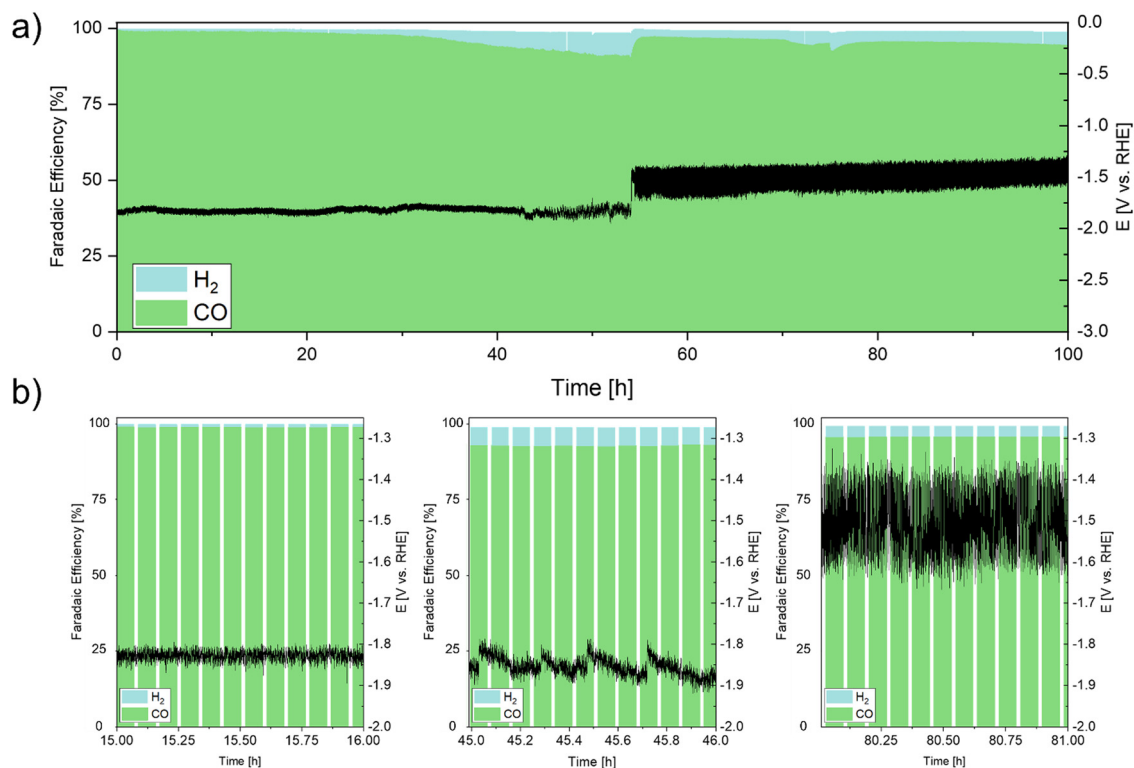 a)
Faradaic Efficiency [%]
100
75
50
25
0
H₂
CO
0 20 40 60 80 100
Time [h]
0.0
-0.5
-1.0
-1.5
-2.0
-2.5
-3.0
E [V vs. RHE]
b)
Faradaic Efficiency [%]
100
75
50
25
0
H₂
CO
15.00 15.25 15.50 15.75 16.00
Time [h]
-1.3
-1.4
-1.5
-1.6
-1.7
-1.8
-1.9
-2.0
E [V vs. RHE]
Faradaic Efficiency [%]
100
75
50
25
0
H₂
CO
45.0 45.2 45.4 45.6 45.8 46.0
Time [h]
-1.3
-1.4
-1.5
-1.6
-1.7
-1.8
-1.9
-2.0
E [V vs. RHE]
Faradaic Efficiency [%]
100
75
50
25
0
H₂
CO
80.25 80.50 80.75 81.00
Time [h]
-1.3
-1.4
-1.5
-1.6
-1.7
-1.8
-1.9
-2.0
E [V vs. RHE]